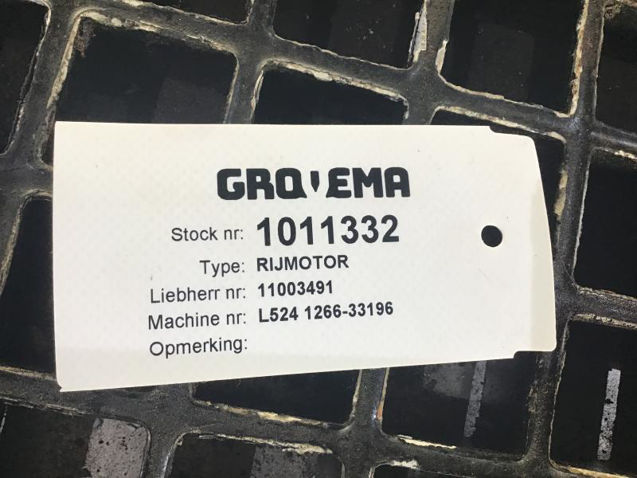 GROVEMA
Stock nr: 1011332
Type: RIJMOTOR
Liebherr nr: 11003491
Machine nr: L524 1266-33196
Opmerking: